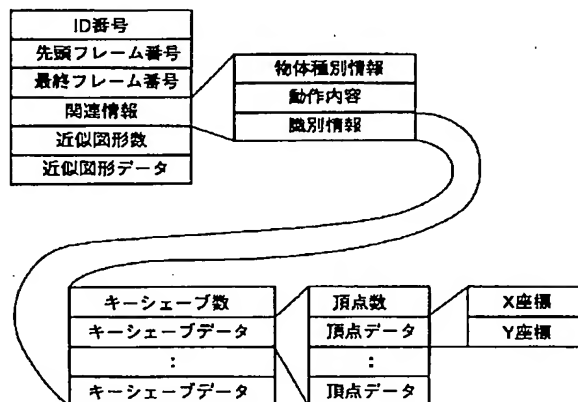 ID番号
先頭フレーム番号
最終フレーム番号
関連情報
近似図形数
近似図形データ
物体種別情報
動作内容
識別情報
キーシェーブ数
キーシェーブデータ
:
キーシェーブデータ
頂点数
頂点データ
:
頂点データ
X座標
Y座標